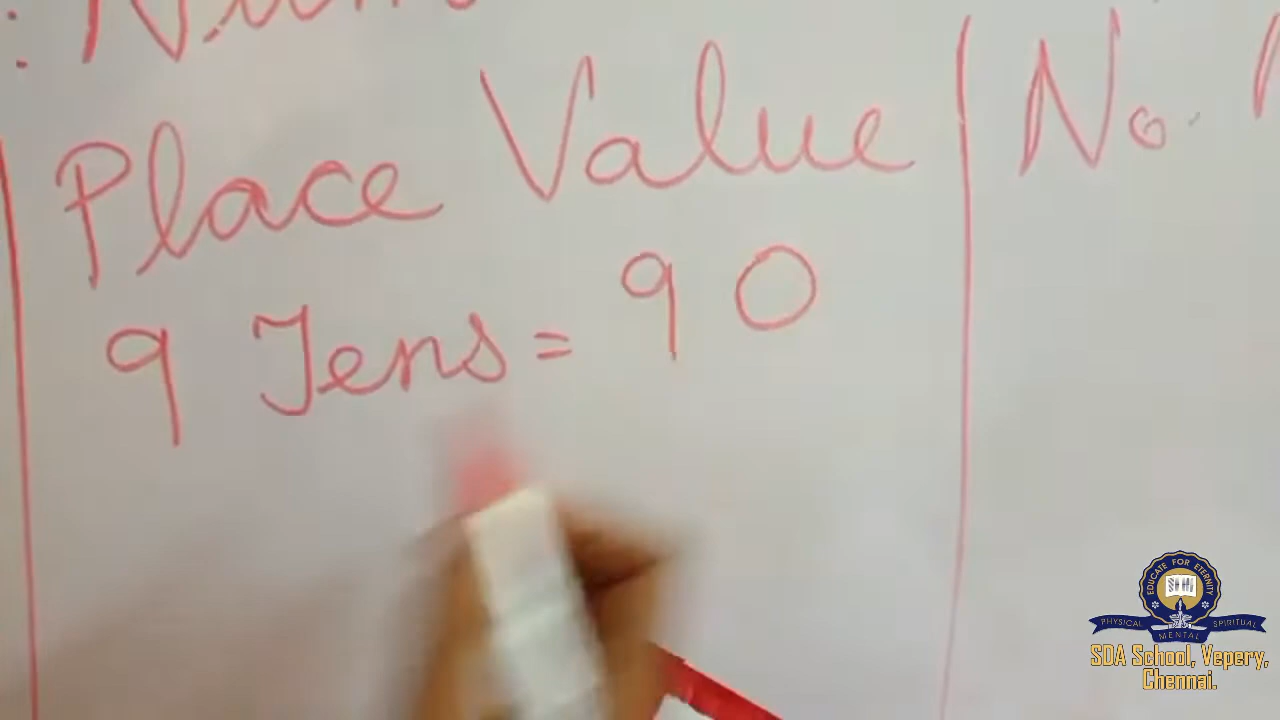 Place Value No.
9 Tens = 90
EDUCATE FOR ETERNITY
PHYSICAL MENTAL SPIRITUAL
SDA School, Vepery,
Chennai.